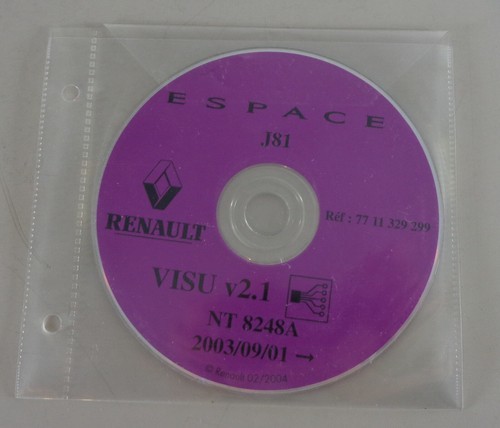 ESPACE
J81
RENAULT
Réf : 77 11 329 299
VISU v2.1
NT 8248A
2003/09/01 →
© Renault 02/2004